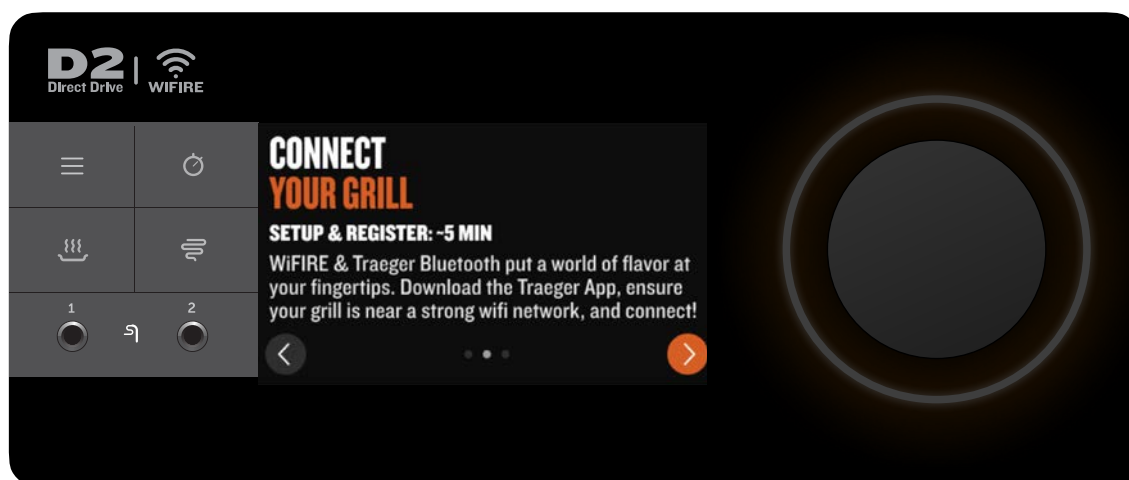 D2
Direct Drive
WIFIRE
CONNECT
YOUR GRILL
SETUP & REGISTER: ~5 MIN
WiFIRE & Traeger Bluetooth put a world of flavor at
your fingertips. Download the Traeger App, ensure
your grill is near a strong wifi network, and connect!
1
2